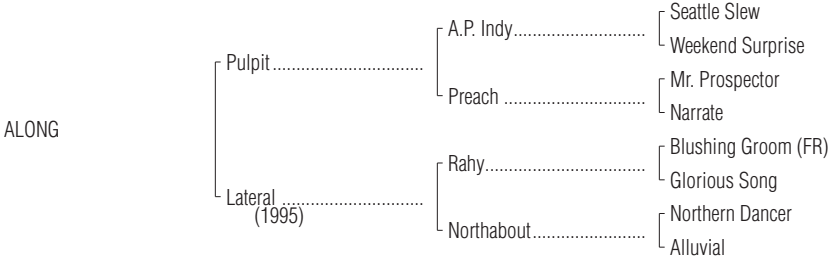 Seattle Slew
A.P. Indy..............................
Weekend Surprise
Pulpit................................
Mr. Prospector
Preach ..............................
Narrate
ALONG
Blushing Groom (FR)
Rahy..................................
Glorious Song
Lateral ..............................
(1995)
Northern Dancer
Northabout........................
Alluvial